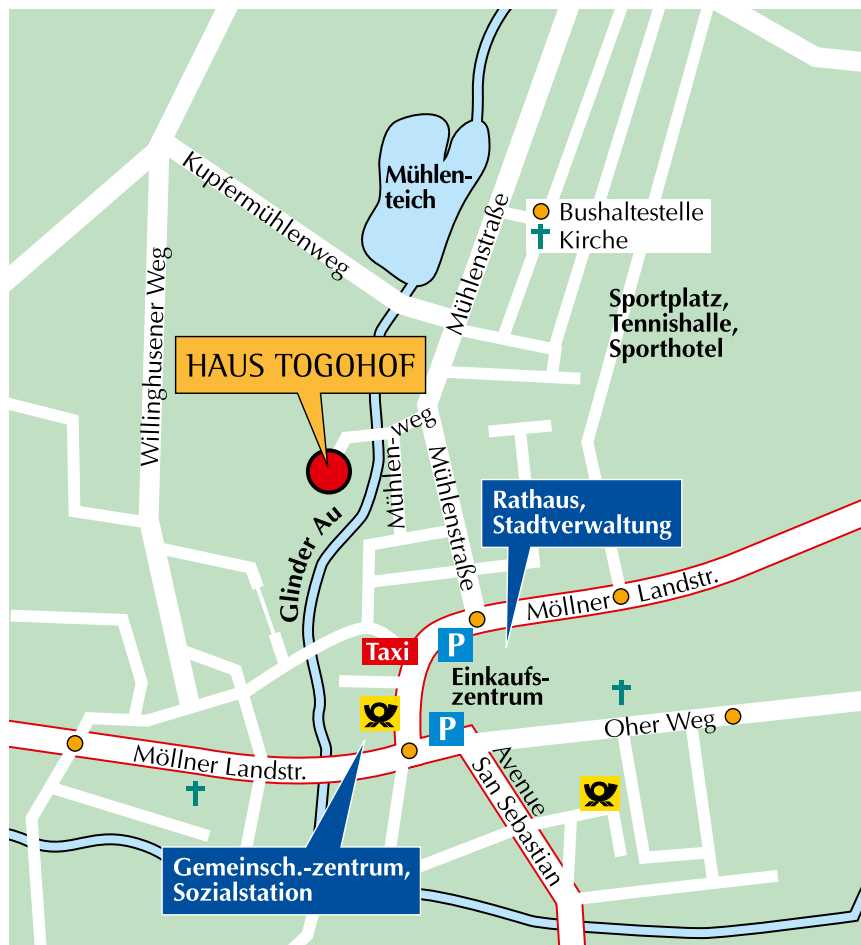 Mühlen-
teich
Kupfermühlenweg
Mühlenstraße
Bushaltestelle
Kirche
Willinghusener Weg
Sportplatz,
Tennishalle,
Sporthotel
HAUS TOGOHOF
Mühlen-weg
Mühlenstraße
Rathaus,
Stadtverwaltung
Glinder Au
Möllner Landstr.
Taxi
P
Einkaufs-
zentrum
P
Oher Weg
Möllner Landstr.
Avenue
San Sebastian
Gemeinsch.-zentrum,
Sozialstation